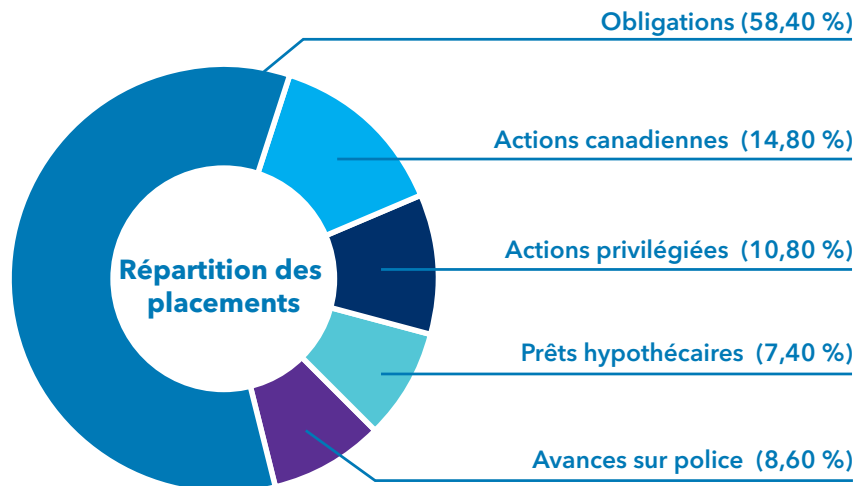 Obligations (58,40 %)
Actions canadiennes (14,80 %)
Actions privilégiées (10,80 %)
Répartition des
placements
Prêts hypothécaires (7,40 %)
Avances sur police (8,60 %)